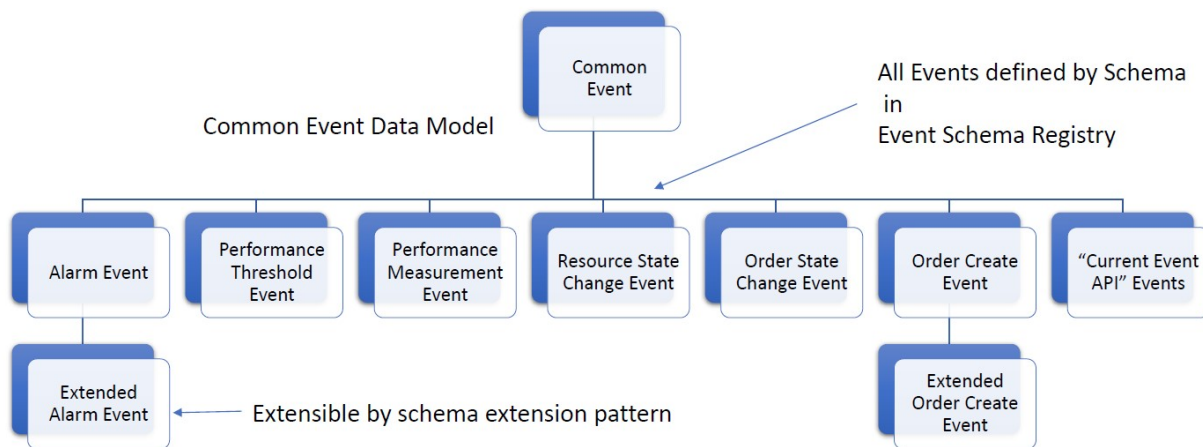 Common
Event
All Events defined by Schema
in
Event Schema Registry
Common Event Data Model
Alarm Event
Performance
Threshold
Event
Performance
Measurement
Event
Resource State
Change Event
Order State
Change Event
Order Create
Event
“Current Event
API” Events
Extended
Alarm Event
Extensible by schema extension pattern
Extended
Order Create
Event